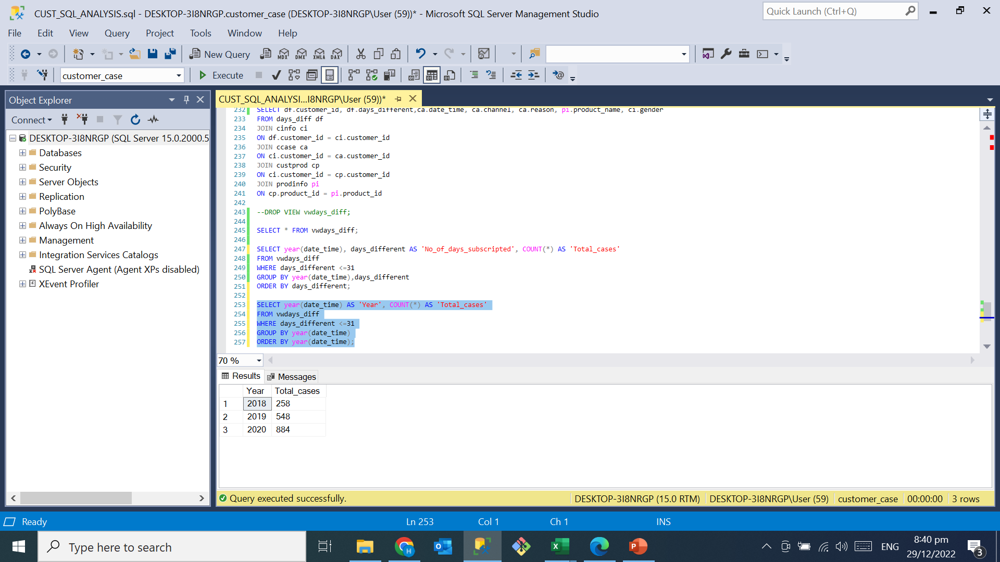 CUST_SQL_ANALYSIS.sql - DESKTOP-3I8NRGP.customer_case (DESKTOP-3I8NRGP\User (59))* - Microsoft SQL Server Management Studio
Quick Launch (Ctrl+Q)
File Edit View Query Project Tools Window Help
New Query MDX DMX XMLA DAX
customer_case Execute
Object Explorer
Connect
DESKTOP-3I8NRGP (SQL Server 15.0.2000.5
Databases
Security
Server Objects
Replication
PolyBase
Always On High Availability
Management
Integration Services Catalogs
SQL Server Agent (Agent XPs disabled)
XEvent Profiler
CUST_SQL_ANALYSI...I8NRGP\User (59))*
232 SELECT df.customer_id, df.days_different,ca.date_time, ca.channel, ca.reason, pi.product_name, ci.gender
233 FROM days_diff df
234 JOIN cinfo ci
235 ON df.customer_id = ci.customer_id
236 JOIN ccase ca
237 ON ci.customer_id = ca.customer_id
238 JOIN custprod cp
239 ON ci.customer_id = cp.customer_id
240 JOIN prodinfo pi
241 ON cp.product_id = pi.product_id
242
243 --DROP VIEW vwdays_diff;
244
245 SELECT * FROM vwdays_diff;
246
247 SELECT year(date_time), days_different AS 'No_of_days_subscripted', COUNT(*) AS 'Total_cases'
248 FROM vwdays_diff
249 WHERE days_different <=31
250 GROUP BY year(date_time),days_different
251 ORDER BY days_different;
252
253 SELECT year(date_time) AS 'Year', COUNT(*) AS 'Total_cases'
254 FROM vwdays_diff
255 WHERE days_different <=31
256 GROUP BY year(date_time)
257 ORDER BY year(date_time);
70 %
Results Messages
Year Total_cases
1 2018 258
2 2019 548
3 2020 884
Query executed successfully. DESKTOP-3I8NRGP (15.0 RTM) DESKTOP-3I8NRGP\User (59) customer_case 00:00:00 3 rows
Ready Ln 253 Col 1 Ch 1 INS
Type here to search
ENG
8:40 pm
29/12/2022
3